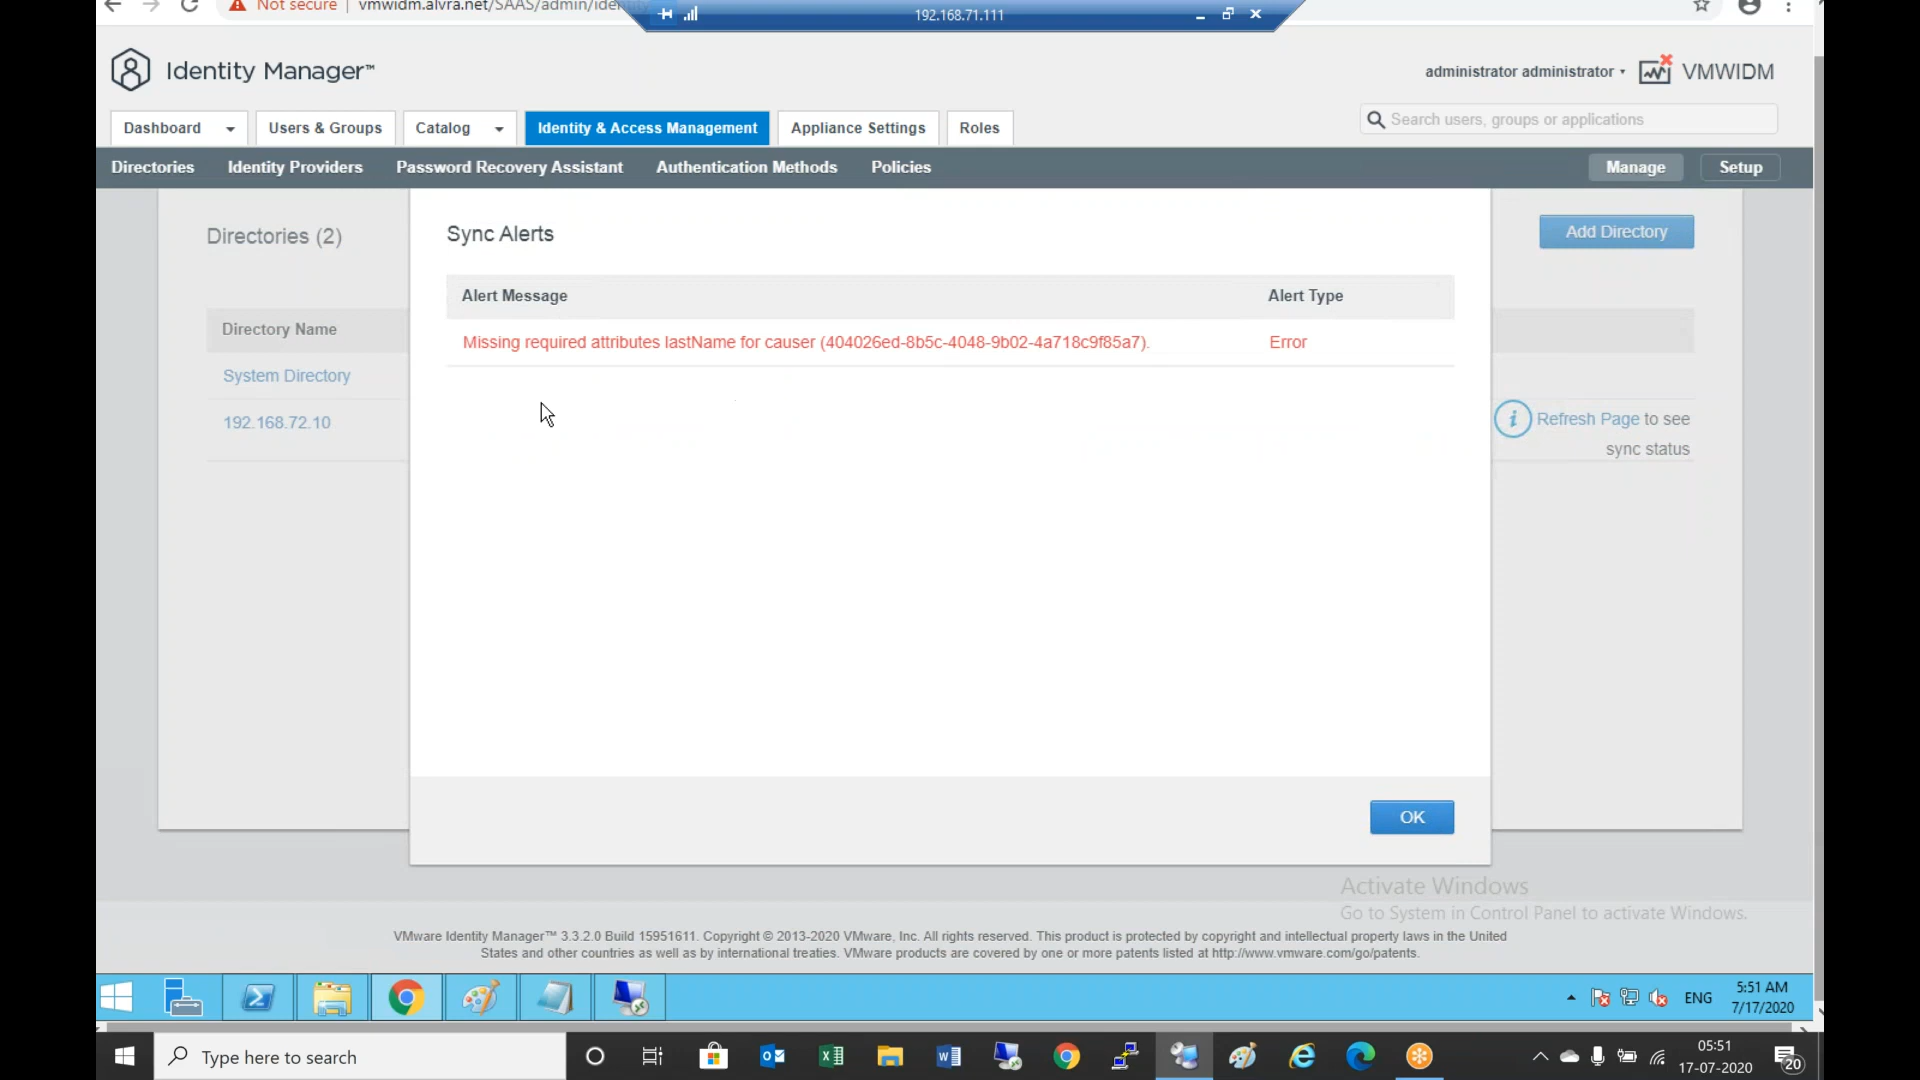 Not secure | vmwidm.alvra.net/SAAS/admin/iden
192.168.71.111
Identity Manager™
administrator administrator
VMWIDM
Dashboard
Users & Groups
Catalog
Identity & Access Management
Appliance Settings
Roles
Search users, groups or applications
Directories
Identity Providers
Password Recovery Assistant
Authentication Methods
Policies
Manage
Setup
Directories (2)
Sync Alerts
Add Directory
Alert Message
Alert Type
Directory Name
Missing required attributes lastName for causer (404026ed-8b5c-4048-9b02-4a718c9f85a7).
Error
System Directory
192.168.72.10
Refresh Page to see
sync status
OK
Activate Windows
Go to System in Control Panel to activate Windows.
VMware Identity Manager™ 3.3.2.0 Build 15951611. Copyright © 2013-2020 VMware, Inc. All rights reserved. This product is protected by copyright and intellectual property laws in the United
States and other countries as well as by international treaties. VMware products are covered by one or more patents listed at http://www.vmware.com/go/patents.
ENG
5:51 AM
7/17/2020
Type here to search
05:51
17-07-2020
20